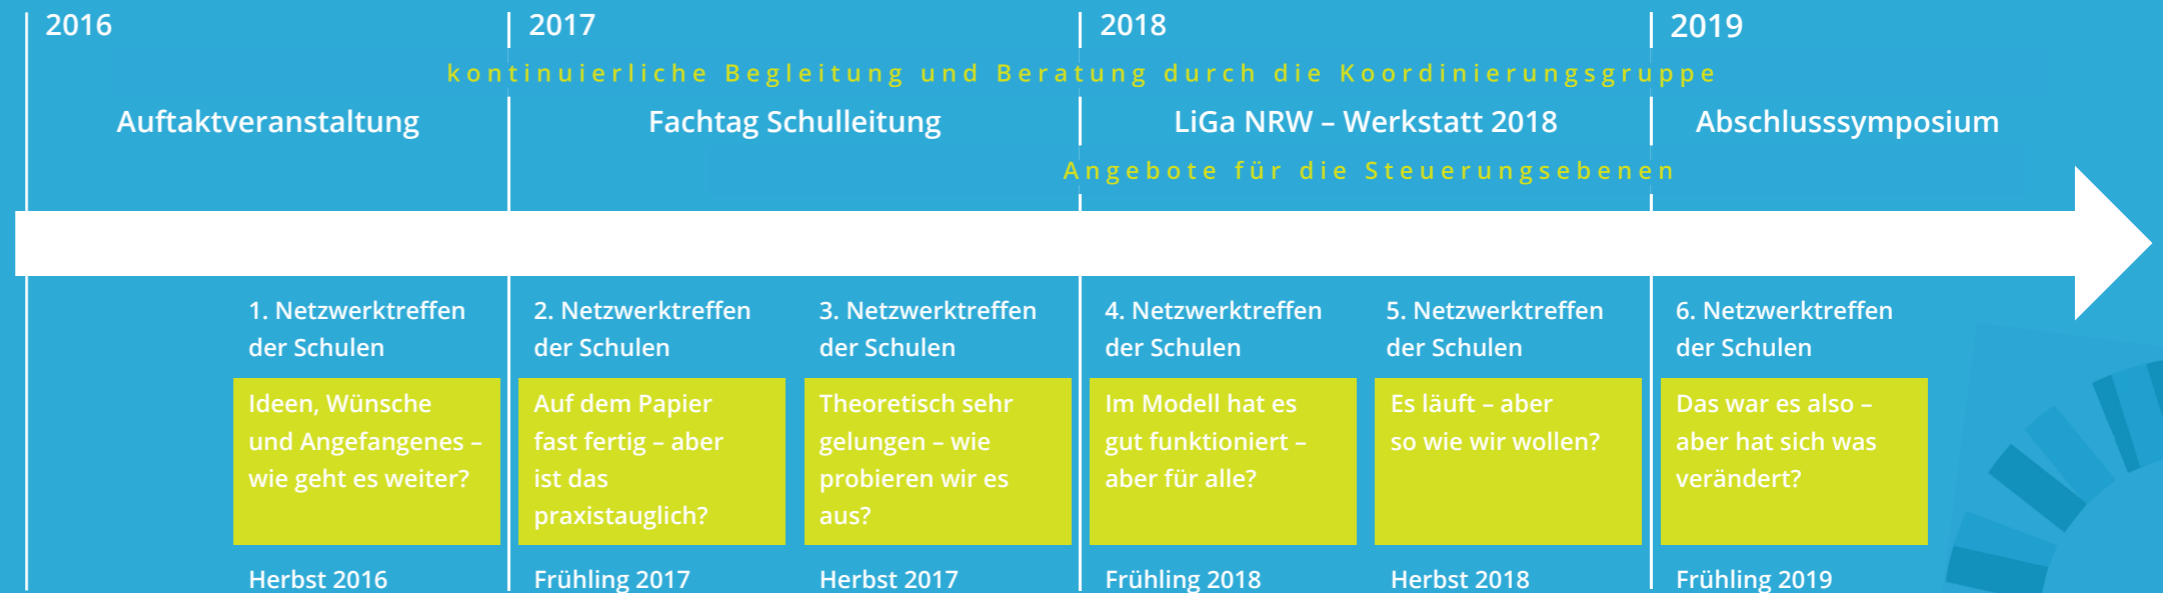 2016
2017
2018
2019
kontinuierliche Begleitung und Beratung durch die Koordinierungsgruppe
Auftaktveranstaltung
Fachtag Schulleitung
LiGa NRW – Werkstatt 2018
Abschlusssymposium
Angebote für die Steuerungsebenen
1. Netzwerktreffen
der Schulen
Ideen, Wünsche
und Angefangenes –
wie geht es weiter?
Herbst 2016
2. Netzwerktreffen
der Schulen
Auf dem Papier
fast fertig – aber
ist das
praxistauglich?
Frühling 2017
3. Netzwerktreffen
der Schulen
Theoretisch sehr
gelungen – wie
probieren wir es
aus?
Herbst 2017
4. Netzwerktreffen
der Schulen
Im Modell hat es
gut funktioniert –
aber für alle?
Frühling 2018
5. Netzwerktreffen
der Schulen
Es läuft – aber
so wie wir wollen?
Herbst 2018
6. Netzwerktreffen
der Schulen
Das war es also –
aber hat sich was
verändert?
Frühling 2019